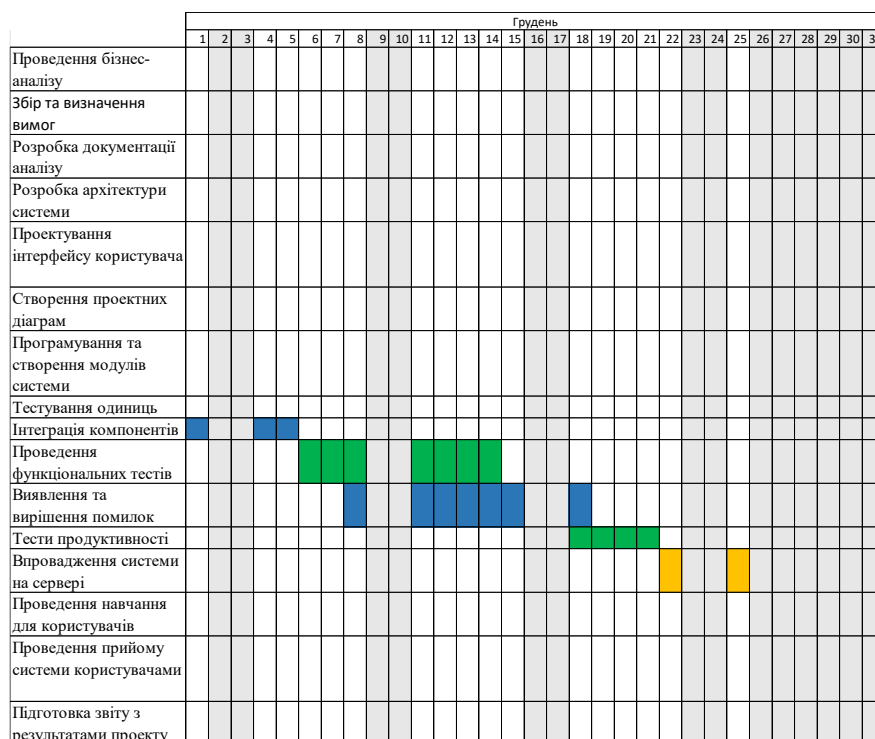 Грудень
1 2 3 4 5 6 7 8 9 10 11 12 13 14 15 16 17 18 19 20 21 22 23 24 25 26 27 28 29 30
Проведення бізнес-
аналізу
Збір та визначення
вимог
Розробка документації
аналізу
Розробка архітектури
системи
Проектування
інтерфейсу користувача
Створення проектних
діаграм
Програмування та
створення модулів
системи
Тестування одиниць
Інтеграція компонентів
Проведення
функціональних тестів
Виявлення та
вирішення помилок
Тести продуктивності
Впровадження системи
на сервері
Проведення навчання
для користувачів
Проведення прийому
системи користувачами
Підготовка звіту з
результатами проекту